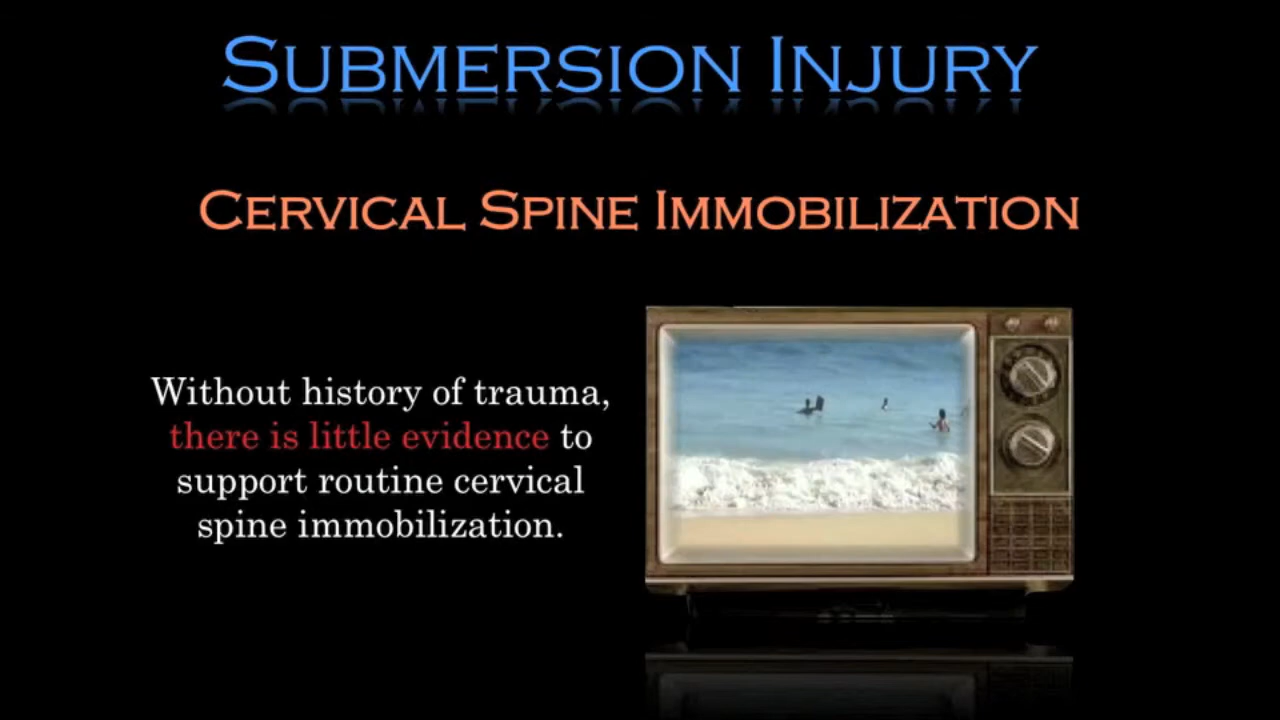 Submersion Injury
Cervical Spine Immobilization
Without history of trauma,
there is little evidence to
support routine cervical
spine immobilization.